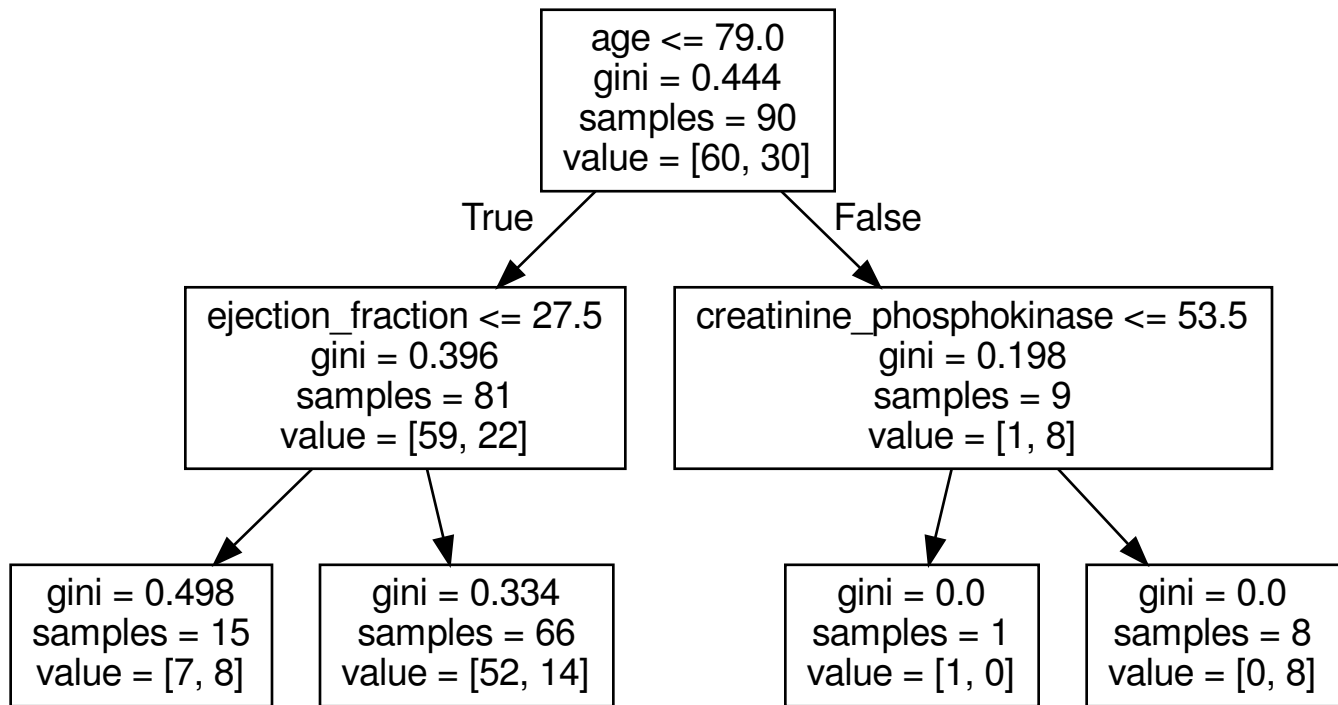 age <= 79.0
gini = 0.444
samples = 90
value = [60, 30]
True
False
ejection_fraction <= 27.5
gini = 0.396
samples = 81
value = [59, 22]
creatinine_phosphokinase <= 53.5
gini = 0.198
samples = 9
value = [1, 8]
gini = 0.498
samples = 15
value = [7, 8]
gini = 0.334
samples = 66
value = [52, 14]
gini = 0.0
samples = 1
value = [1, 0]
gini = 0.0
samples = 8
value = [0, 8]